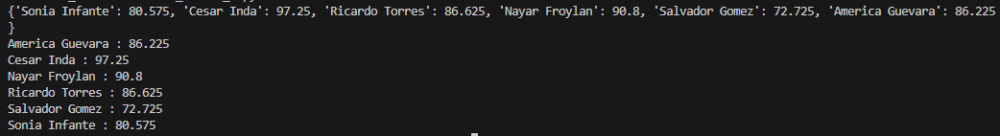 {'Sonia Infante': 80.575, 'Cesar Inda': 97.25, 'Ricardo Torres': 86.625, 'Nayar Froylan': 90.8, 'Salvador Gomez': 72.725, 'America Guevara': 86.225
}
America Guevara : 86.225
Cesar Inda : 97.25
Nayar Froylan : 90.8
Ricardo Torres : 86.625
Salvador Gomez : 72.725
Sonia Infante : 80.575